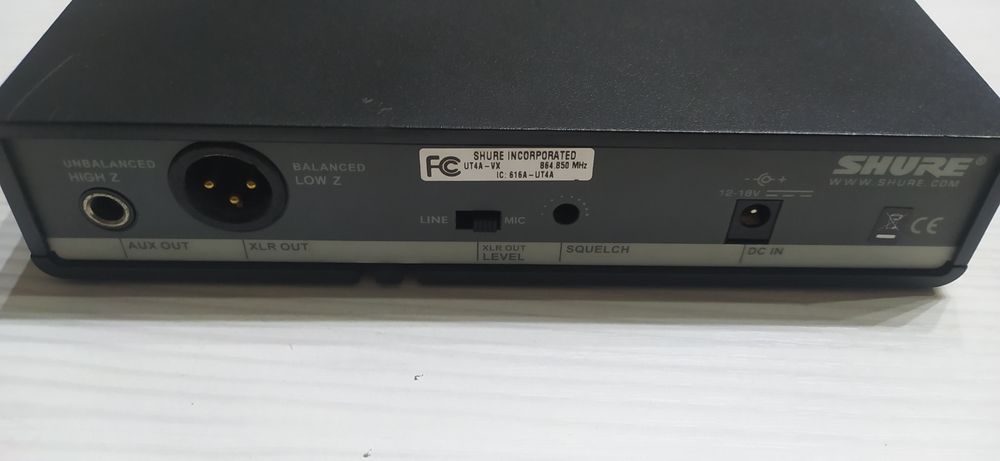 UNBALANCED
HIGH Z
BALANCED
LOW Z
FC
SHURE INCORPORATED
UT4A-VX 864.850 MHz
IC: 616A-UT4A
SHURE®
WWW.SHURE.COM
12-18V
LINE MIC
CE
AUX OUT
XLR OUT
XLR OUT
LEVEL
SQUELCH
DC IN